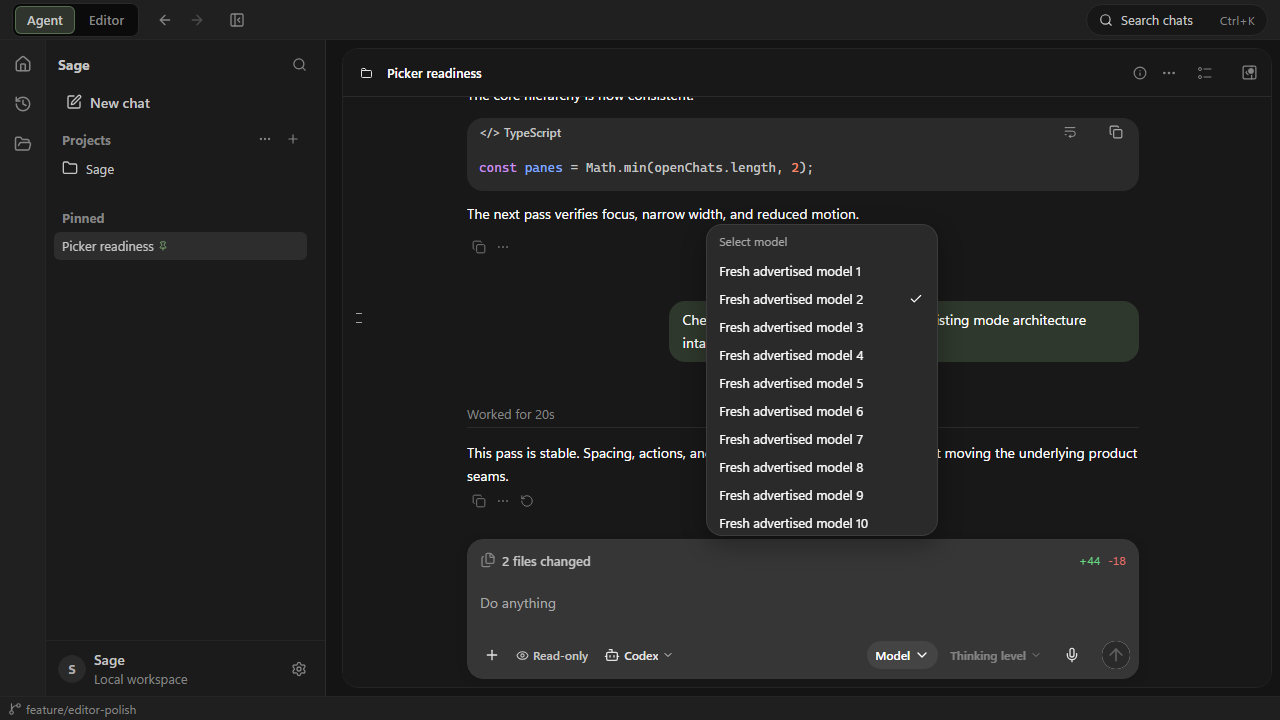 Agent
Editor
Search chats
Ctrl+K
Sage
New chat
Projects
Sage
Pinned
Picker readiness
Sage
S
Local workspace
feature/editor-polish
Picker readiness
The core hierarchy is now consistent.
</> TypeScript
const panes = Math.min(openChats.length, 2);
The next pass verifies focus, narrow width, and reduced motion.
Select model
Fresh advertised model 1
Fresh advertised model 2
Fresh advertised model 3
Fresh advertised model 4
Fresh advertised model 5
Fresh advertised model 6
Fresh advertised model 7
Fresh advertised model 8
Fresh advertised model 9
Fresh advertised model 10
mode architecture
Worked for 20s
This pass is stable. Spacing, actions,
moving the underlying product
seams.
2 files changed
+44 -18
Do anything
Read-only
Codex
Model
Thinking level